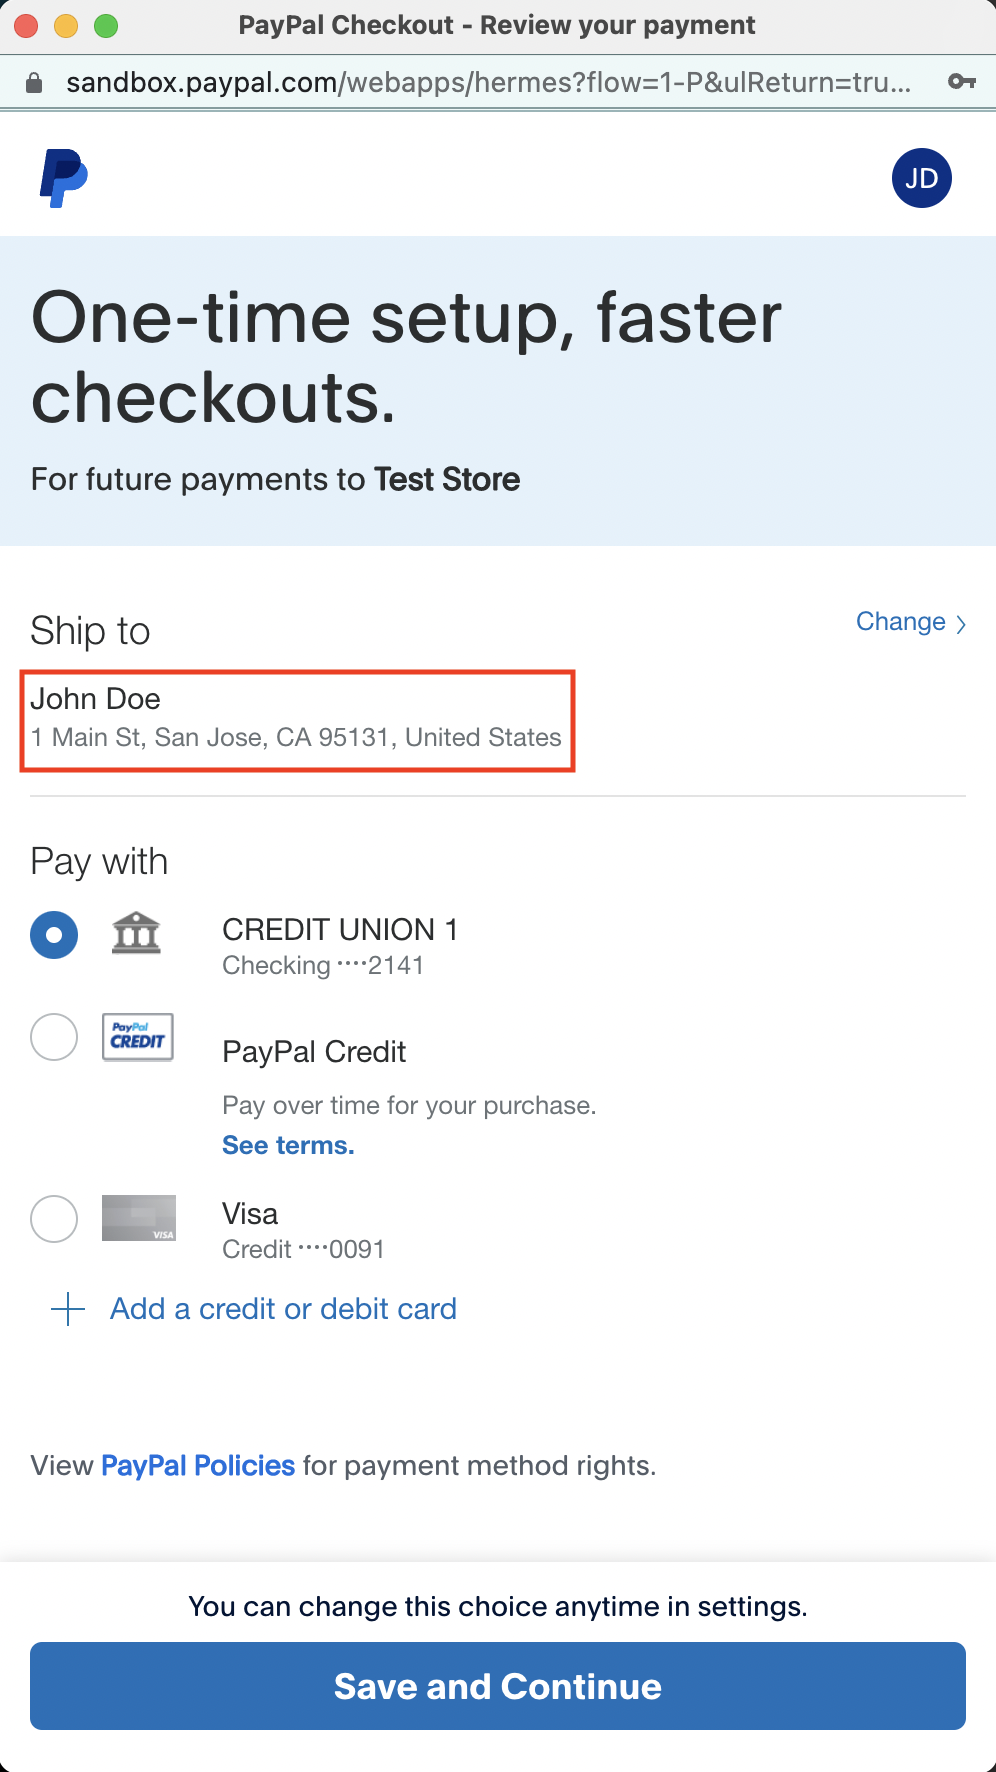 PayPal Checkout - Review your payment
sandbox.paypal.com/webapps/hermes?flow=1-P&ulReturn=tru...
JD
One-time setup, faster
checkouts.
For future payments to Test Store
Ship to
Change >
John Doe
1 Main St, San Jose, CA 95131, United States
Pay with
CREDIT UNION 1
Checking ····2141
PayPal
CREDIT
PayPal Credit
Pay over time for your purchase.
See terms.
VISA
Visa
Credit ····0091
+ Add a credit or debit card
View PayPal Policies for payment method rights.
You can change this choice anytime in settings.
Save and Continue